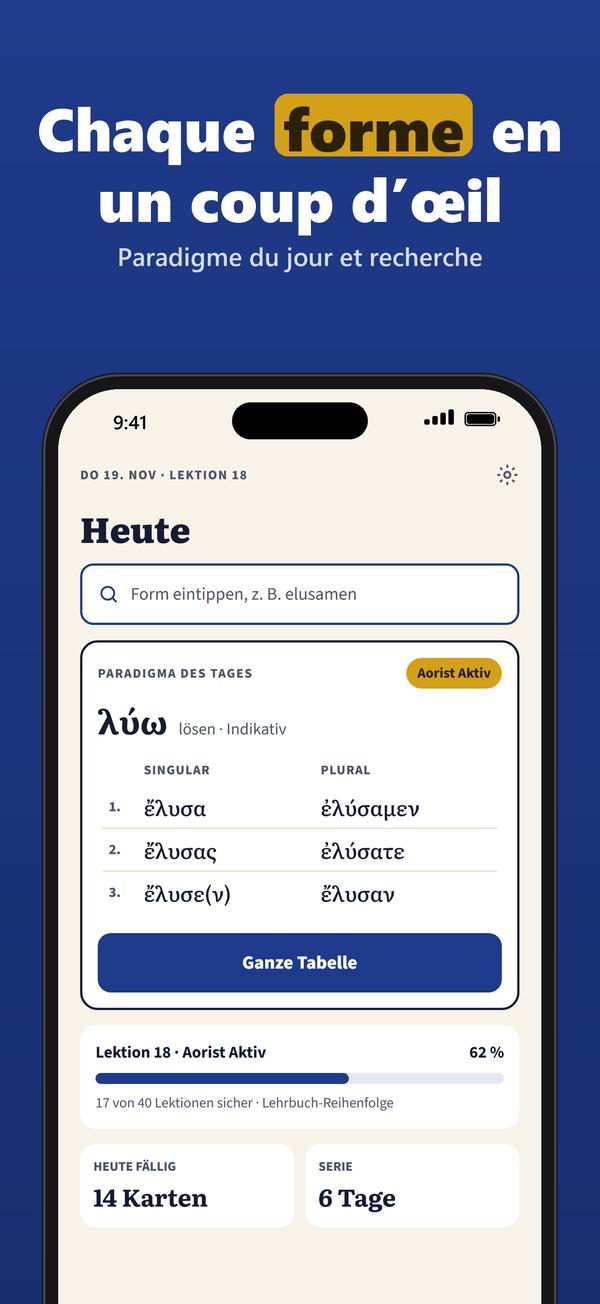 Chaque forme en
un coup d’œil
Paradigme du jour et recherche
9:41
DO 19. NOV · LEKTION 18
Heute
Form eintippen, z. B. elusamen
PARADIGMA DES TAGES
Aorist Aktiv
λύω lösen · Indikativ
SINGULAR PLURAL
1. ἔλυσα ἐλύσαμεν
2. ἔλυσας ἐλύσατε
3. ἔλυσε(ν) ἔλυσαν
Ganze Tabelle
Lektion 18 · Aorist Aktiv 62 %
17 von 40 Lektionen sicher · Lehrbuch-Reihenfolge
HEUTE FÄLLIG
14 Karten
SERIE
6 Tage